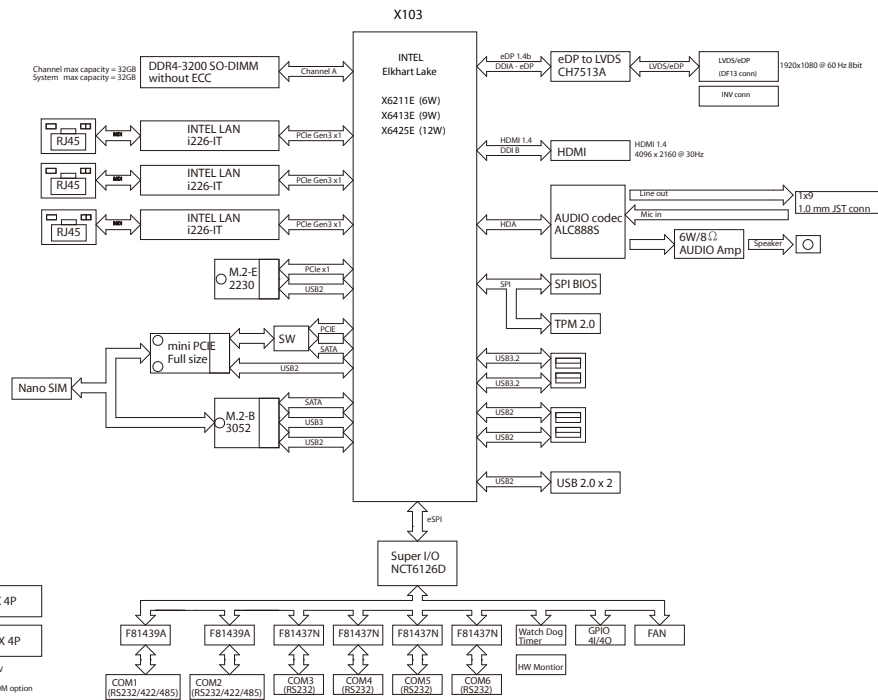 X103
INTEL
Elkhart Lake
X6211E (6W)
X6413E (9W)
X6425E (12W)
Channel max capacity = 32GB
System max capacity = 32GB
DDR4-3200 SO-DIMM
without ECC
Channel A
RJ45
MDI
INTEL LAN
i226-IT
PCIe Gen3 x1
RJ45
MDI
INTEL LAN
i226-IT
PCIe Gen3 x1
RJ45
MDI
INTEL LAN
i226-IT
PCIe Gen3 x1
M.2-E
2230
PCIe x1
USB2
mini PCIE
Full size
SW
PCIE
SATA
USB2
Nano SIM
M.2-B
3052
SATA
USB3
USB2
eDP 1.4b
DDIA - eDP
eDP to LVDS
CH7513A
LVDS/eDP
LVDS/eDP
(DF13 conn)
1920x1080 @ 60 Hz 8bit
INV conn
HDMI 1.4
DDI B
HDMI
HDMI 1.4
4096 x 2160 @ 30Hz
HDA
AUDIO codec
ALC888S
Line out
Mic in
1x9
1.0 mm JST conn
6W/8Ω
AUDIO Amp
Speaker
SPI
SPI BIOS
TPM 2.0
USB3.2
USB3.2
USB2
USB2
USB2
USB 2.0 x 2
eSPI
Super I/O
NCT6126D
F81439A
F81439A
F81437N
F81437N
F81437N
F81437N
Watch Dog
Timer
GPIO
4I/4O
FAN
HW Montior
COM1
(RS232/422/485)
COM2
(RS232/422/485)
COM3
(RS232)
COM4
(RS232)
COM5
(RS232)
COM6
(RS232)
X 4P
X 4P
V
OM option